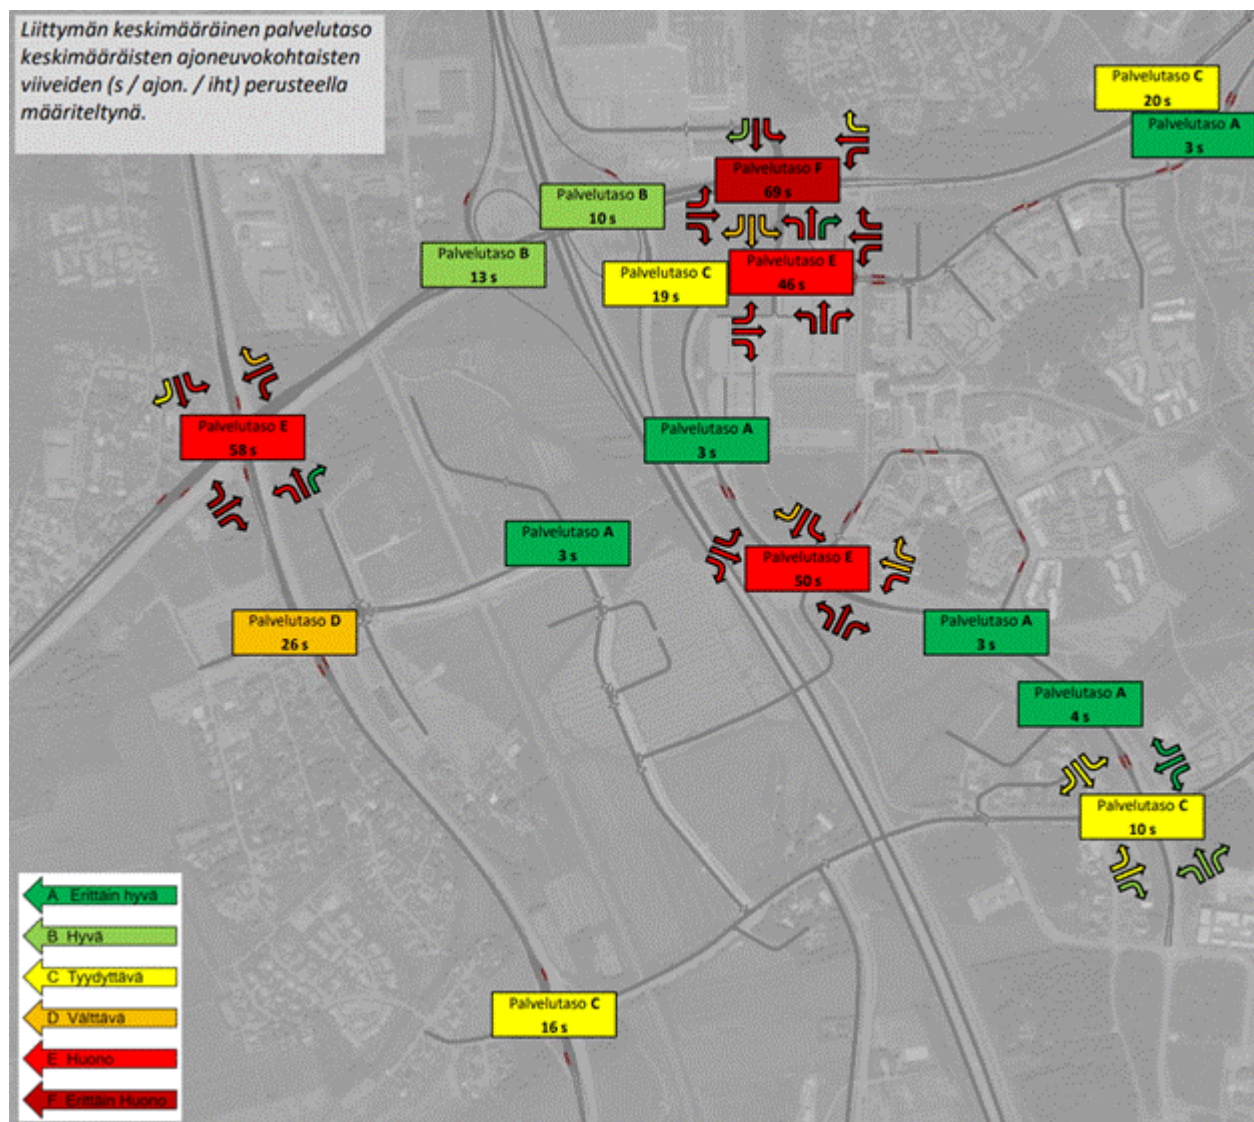 Liittymän keskimääräinen palvelutaso
keskimääräisten ajoneuvokohtaisten
viiveiden (s / ajon. / iht) perusteella
määriteltynä.
Palvelutaso C
20 s
Palvelutaso A
3 s
Palvelutaso F
69 s
Palvelutaso B
10 s
Palvelutaso B
13 s
Palvelutaso C
19 s
Palvelutaso E
46 s
Palvelutaso E
58 s
Palvelutaso A
3 s
Palvelutaso A
3 s
Palvelutaso E
50 s
Palvelutaso D
26 s
Palvelutaso A
3 s
Palvelutaso A
4 s
Palvelutaso C
10 s
Palvelutaso C
16 s
A Erittäin hyvä
B Hyvä
C Tyydyttävä
D Välttävä
E Huono
F Erittäin Huono